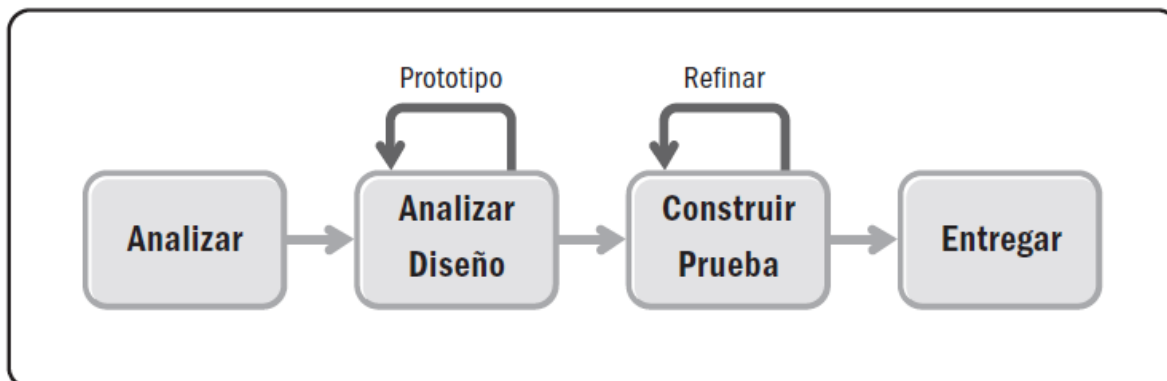 Prototipo
Refinar
Analizar
Analizar
Diseño
Construir
Prueba
Entregar